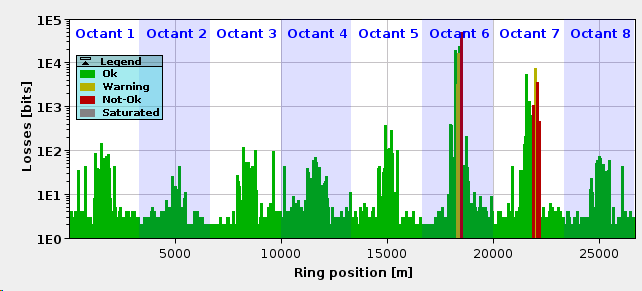 1E5
Octant 1 Octant 2 Octant 3 Octant 4 Octant 5 Octant 6 Octant 7 Octant 8
1E4
Legend
Ok
Warning
Not-Ok
Saturated
1E3
1E2
1E1
1E0
Losses [bits]
5000 10000 15000 20000 25000
Ring position [m]